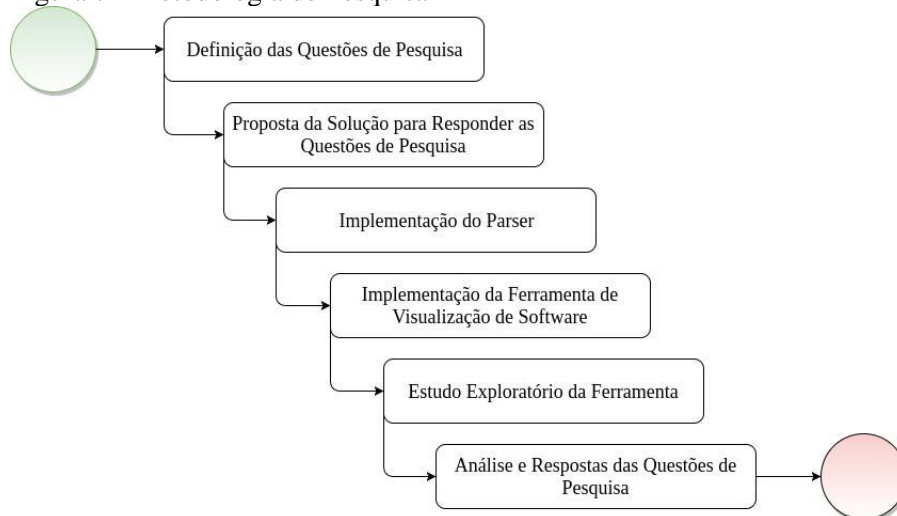 Definição das Questões de Pesquisa
Proposta da Solução para Responder as
Questões de Pesquisa
Implementação do Parser
Implementação da Ferramenta de
Visualização de Software
Estudo Exploratório da Ferramenta
Análise e Respostas das Questões de
Pesquisa